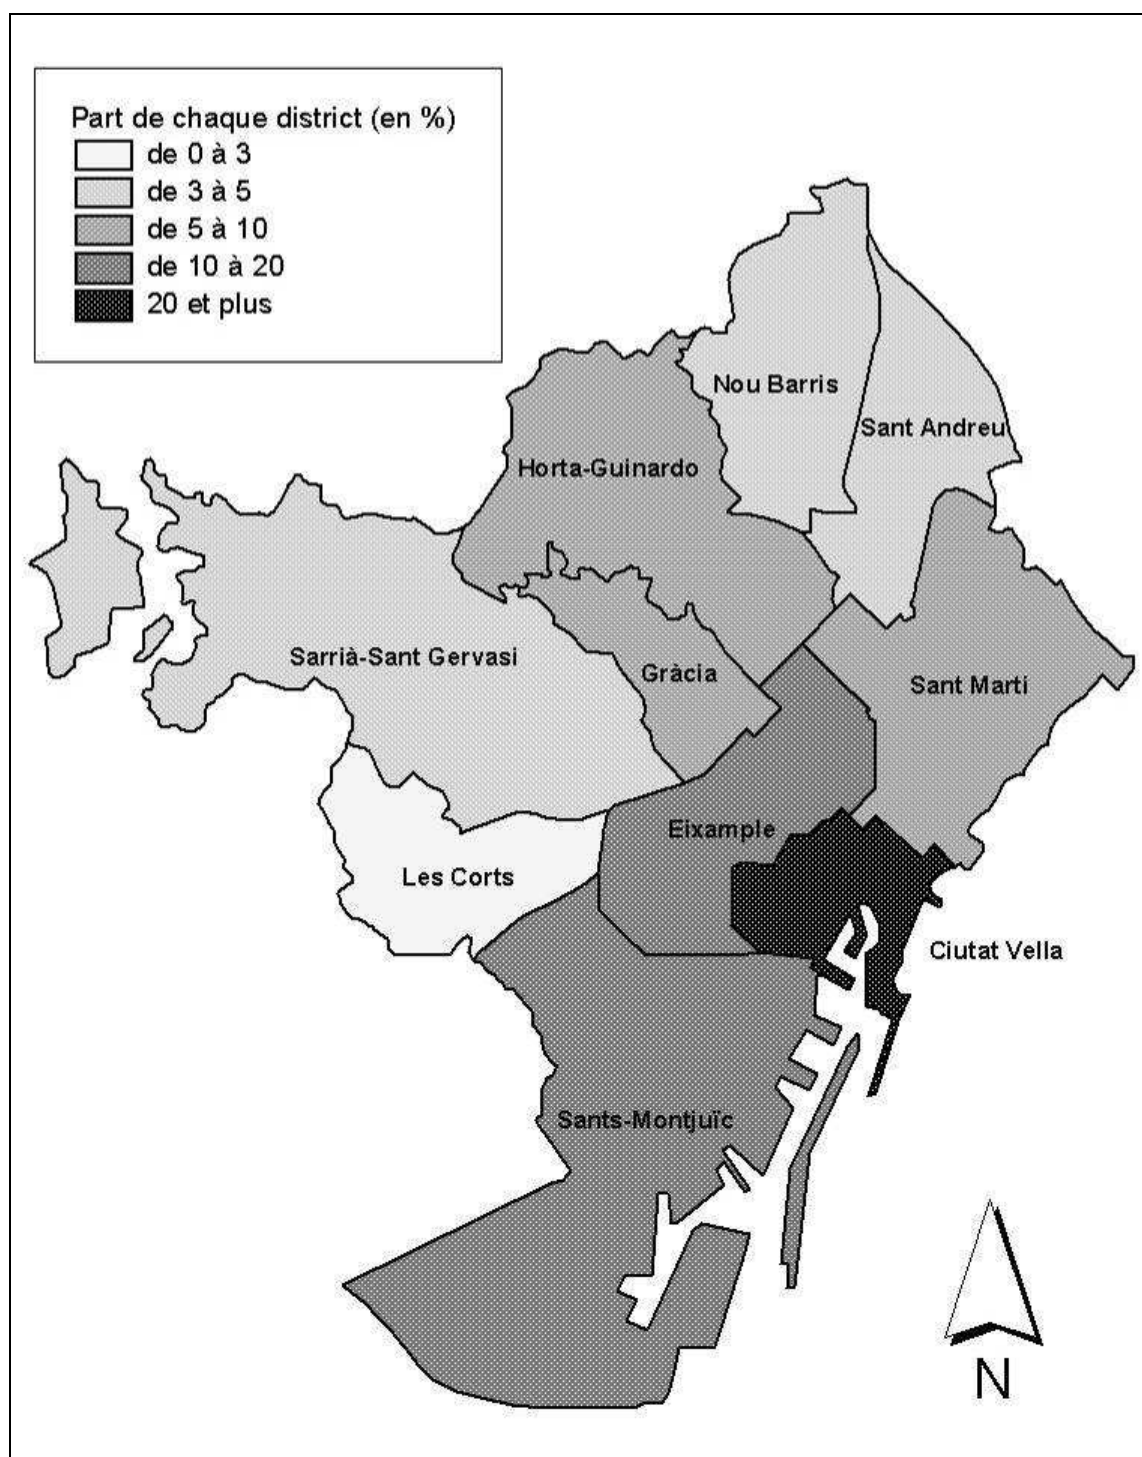 Part de chaque district (en %)
de 0 à 3
de 3 à 5
de 5 à 10
de 10 à 20
20 et plus
Nou Barris
Sant Andreu
Horta-Guinardo
Sarrià-Sant Gervasi
Gràcia
Sant Marti
Eixample
Les Corts
Ciutat Vella
Sants-Montjuïc
N